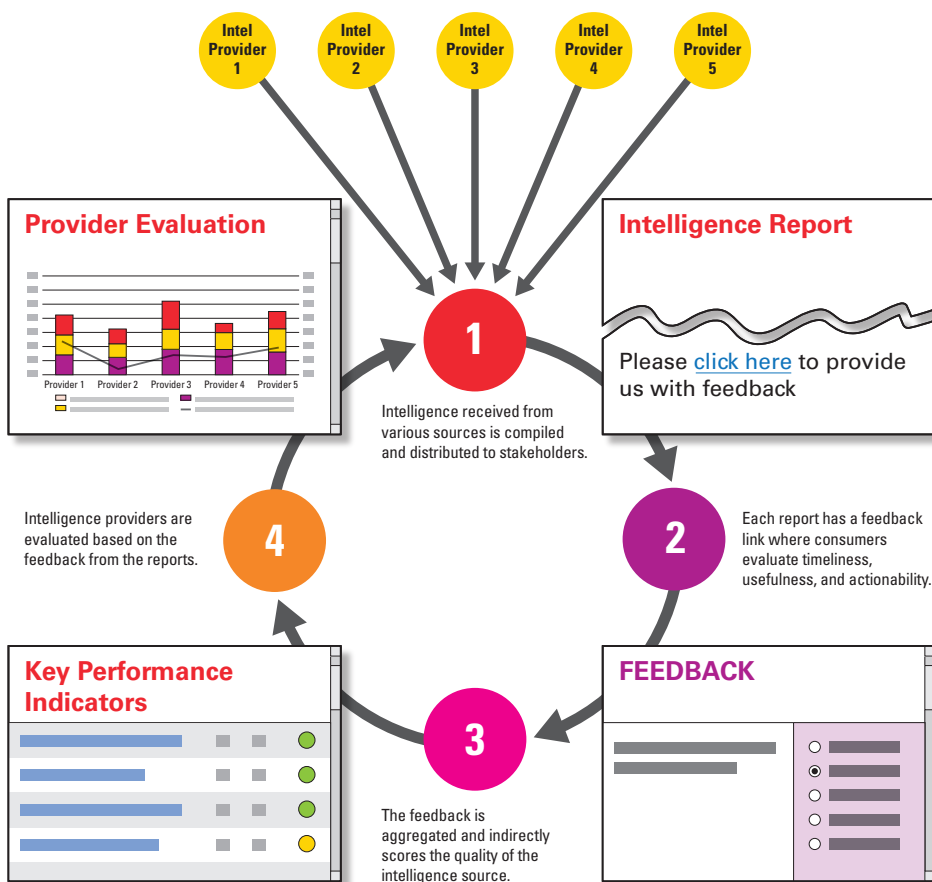 Intel
Provider
1
Intel
Provider
2
Intel
Provider
3
Intel
Provider
4
Intel
Provider
5
Provider Evaluation
Provider 1 Provider 2 Provider 3 Provider 4 Provider 5
1
Intelligence received from
various sources is compiled
and distributed to stakeholders.
Intelligence Report
Please click here to provide
us with feedback
2
Each report has a feedback
link where consumers
evaluate timeliness,
usefulness, and actionability.
FEEDBACK
3
The feedback is
aggregated and indirectly
scores the quality of the
intelligence source.
Key Performance
Indicators
4
Intelligence providers are
evaluated based on the
feedback from the reports.